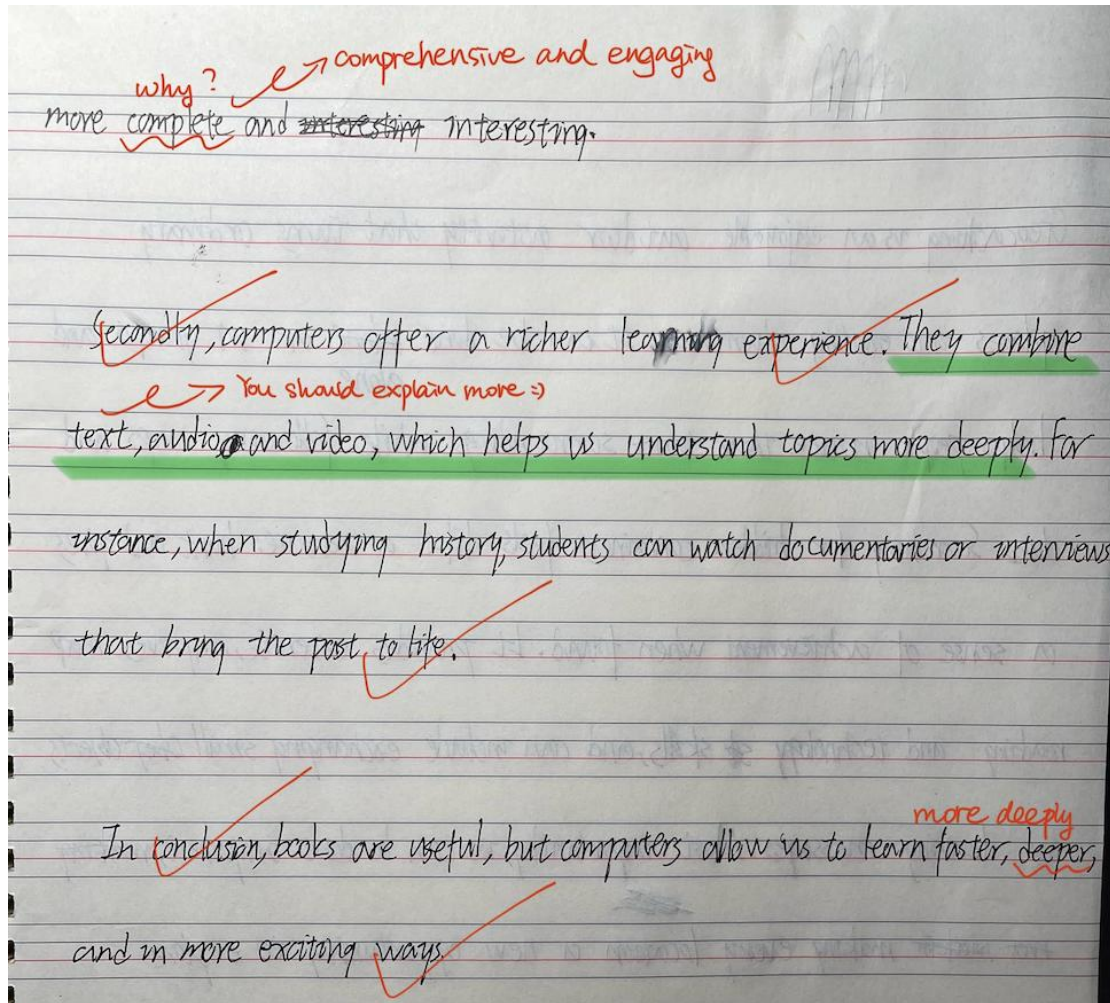 why? comprehensive and engaging
more complete and interesting interesting.
Secondly, computers offer a richer learning experience. They combine
You should explain more :)
text, audio and video, which helps us understand topics more deeply. For
instance, when studying history, students can watch documentaries or interviews
that bring the past to life.
more deeply
In conclusion, books are useful, but computers allow us to learn faster, deeper,
and in more exciting ways.